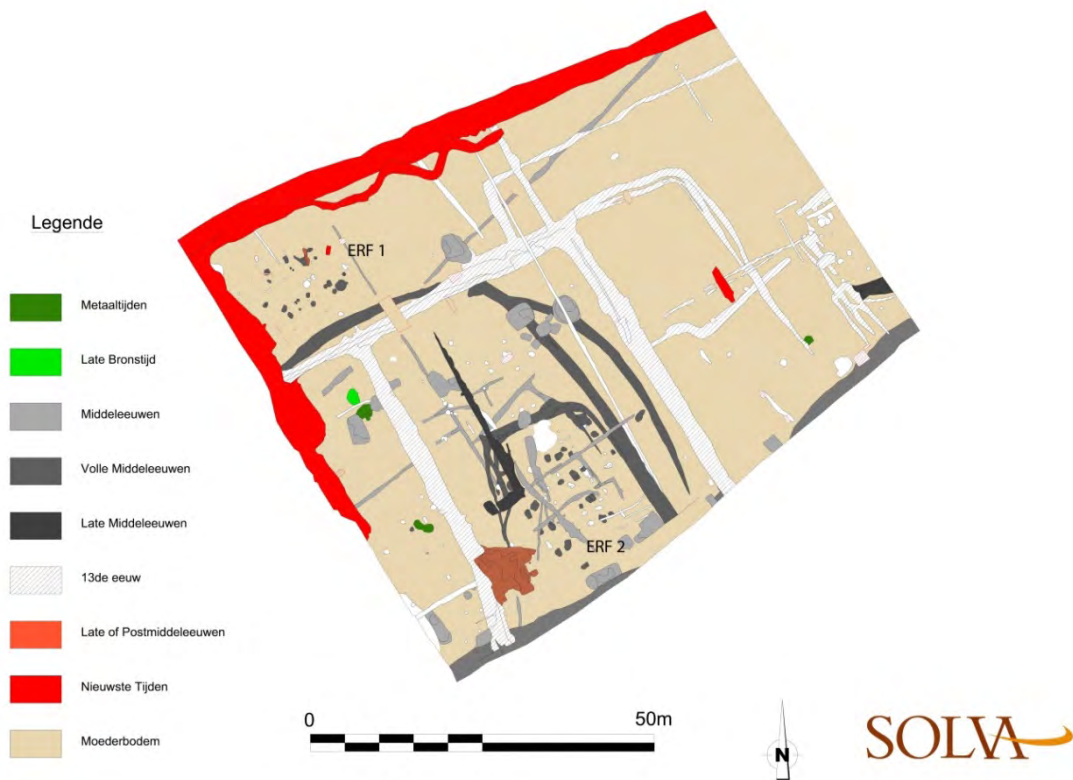 Legende
Metaaltijden
Late Bronstijd
Middeleeuwen
Volle Middeleeuwen
Late Middeleeuwen
13de eeuw
Late of Postmiddeleeuwen
Nieuwste Tijden
Moederbodem
ERF 1
ERF 2
0 50m
N
SOLVA